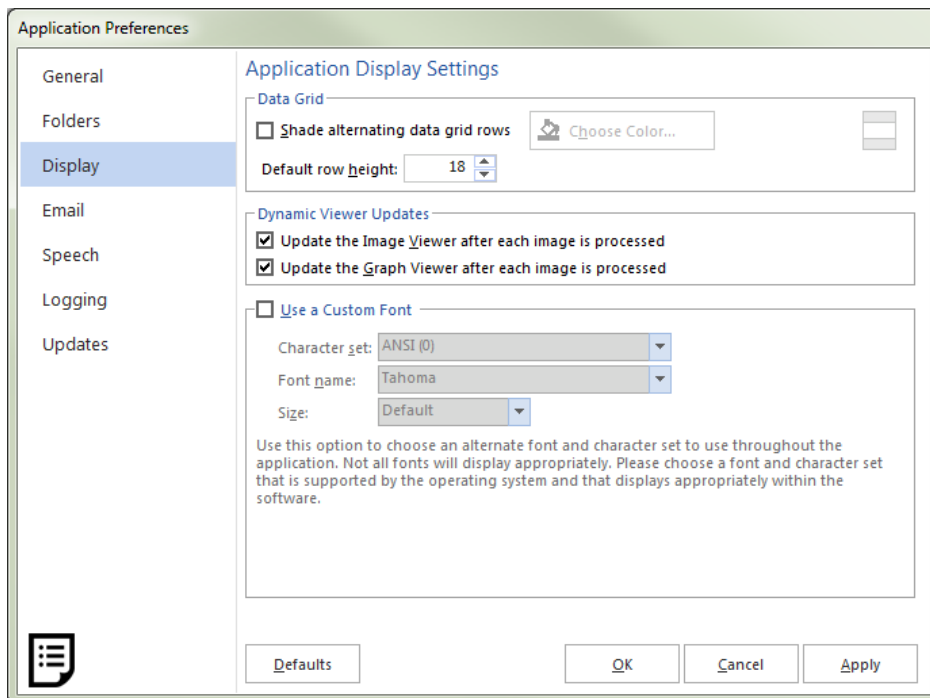 Application Preferences
General
Folders
Display
Email
Speech
Logging
Updates
Application Display Settings
Data Grid
Shade alternating data grid rows
Choose Color...
Default row height: 18
Dynamic Viewer Updates
Update the Image Viewer after each image is processed
Update the Graph Viewer after each image is processed
Use a Custom Font
Character set: ANSI (0)
Font name: Tahoma
Size: Default
Use this option to choose an alternate font and character set to use throughout the
application. Not all fonts will display appropriately. Please choose a font and character set
that is supported by the operating system and that displays appropriately within the
software.
Defaults
OK
Cancel
Apply